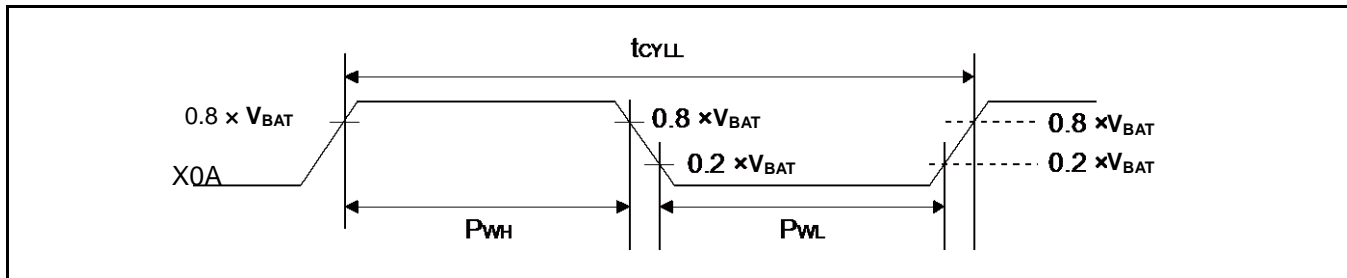 tCYLL
0.8 × VBAT
0.8 ×VBAT
0.8 ×VBAT
0.2 ×VBAT
0.2 ×VBAT
X0A
PWH
PWL